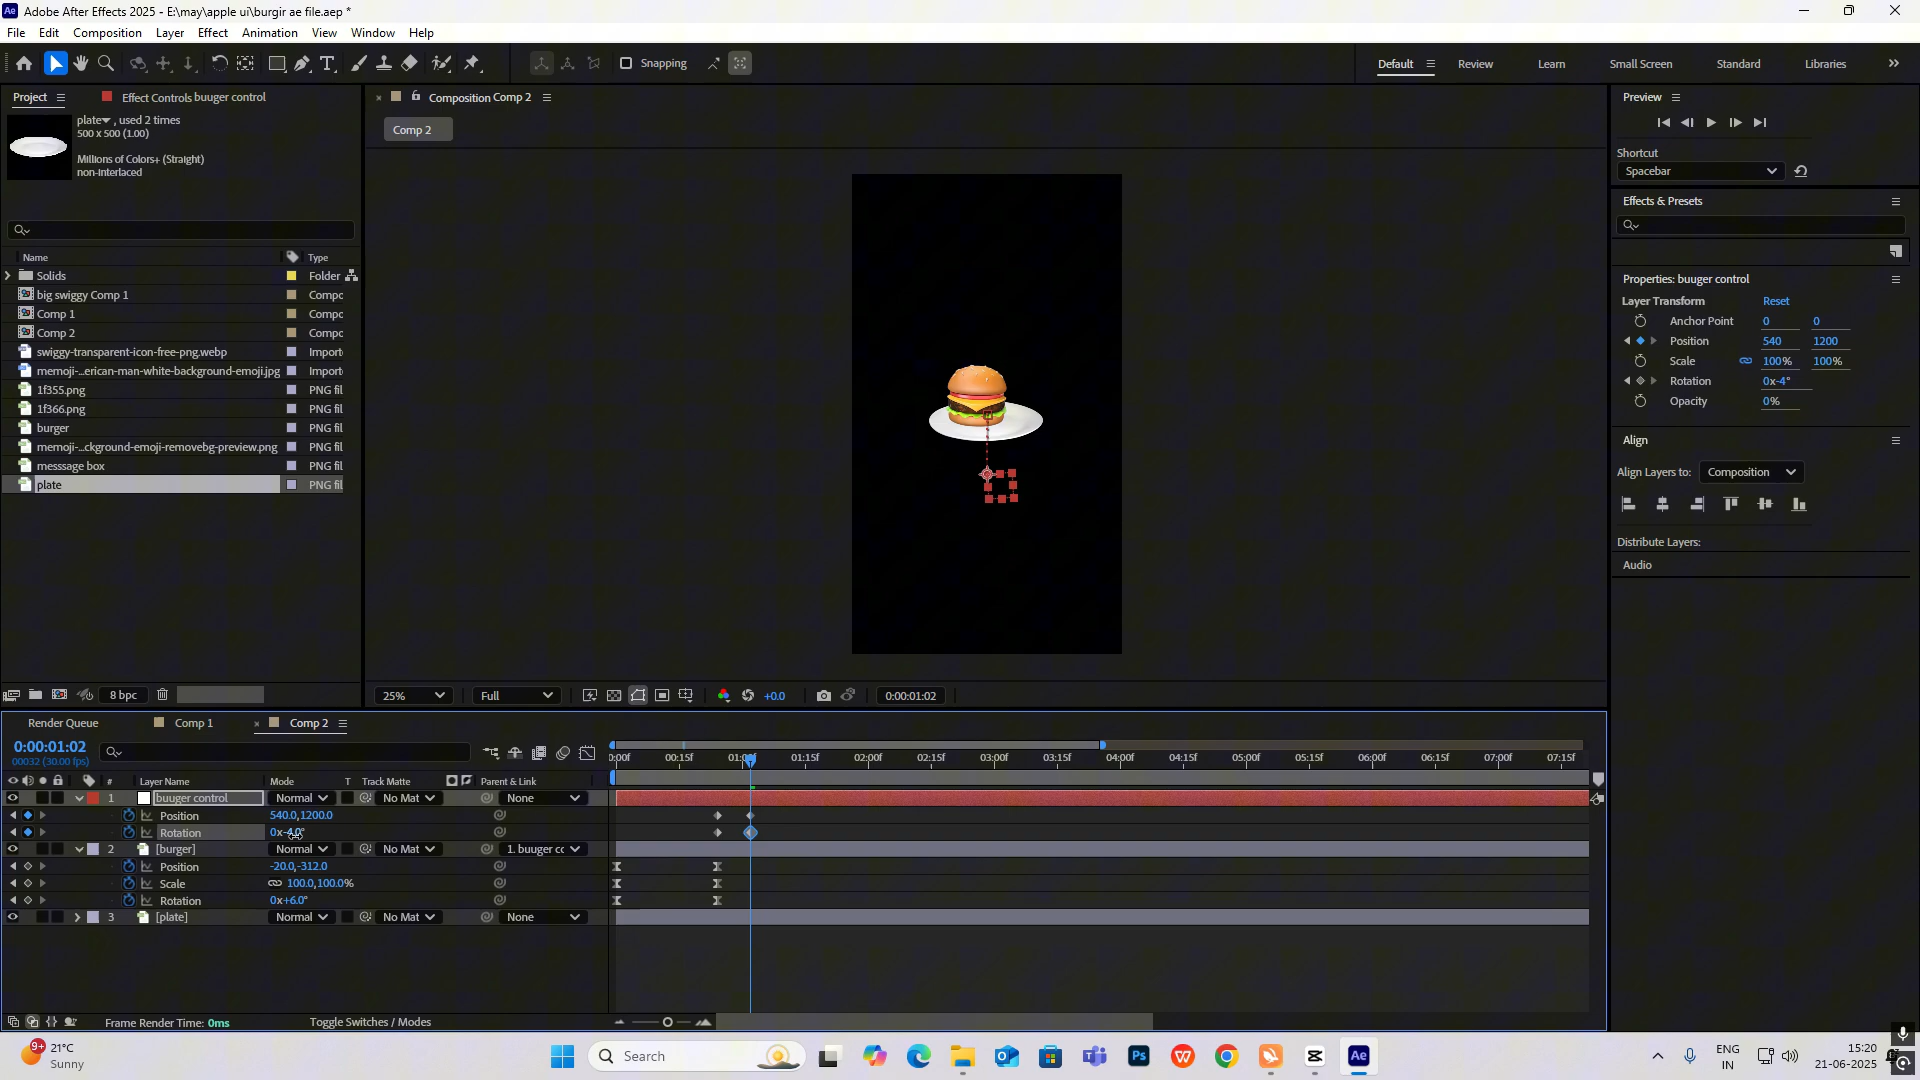 Adobe After Effects 2025 - E:\may\apple ui\burgir ae file.aep *
File Edit Composition Layer Effect Animation View Window Help
Snapping
Default Review Learn Small Screen Standard Libraries
Project Effect Controls buuger control
plate , used 2 times
500 x 500 (1.00)
Millions of Colors+ (Straight)
non-interlaced
Name Type
Solids Folder
big swiggy Comp 1 Compc
Comp 1 Compc
Comp 2 Compc
swiggy-transparent-icon-free-png.webp Import
memoji-...erican-man-white-background-emoji.jpg Import
1f355.png PNG fil
1f366.png PNG fil
burger PNG fil
memoji-...ckground-emoji-removebg-preview.png PNG fil
messsage box PNG fil
plate PNG fil
8 bpc
Composition Comp 2
Comp 2
25% Full +0.0 0:00:01:02
Preview
Shortcut
Spacebar
Effects & Presets
Properties: buuger control
Layer Transform Reset
Anchor Point 0 0
Position 540 1200
Scale 100% 100%
Rotation 0x-4°
Opacity 0%
Align
Align Layers to: Composition
Distribute Layers:
Audio
Render Queue Comp 1 Comp 2
0:00:01:02
00032 (30.00 fps)
00:15f 01:15f 02:00f 02:15f 03:00f 03:15f 04:00f 04:15f 05:00f 05:15f 06:00f 06:15f 07:00f 07:15f
# Layer Name Mode T Track Matte Parent & Link
1 buuger control Normal No Mat None
Position 540.0,1200.0
Rotation 0x-4.0°
2 [burger] Normal No Mat 1. buuger cc
Position -20.0,-312.0
Scale 100.0,100.0%
Rotation 0x+6.0°
3 [plate] Normal No Mat None
Frame Render Time: 0ms Toggle Switches / Modes
9+ 21°C
Sunny
Search
Ps Ae
ENG
IN
15:20
21-06-2025